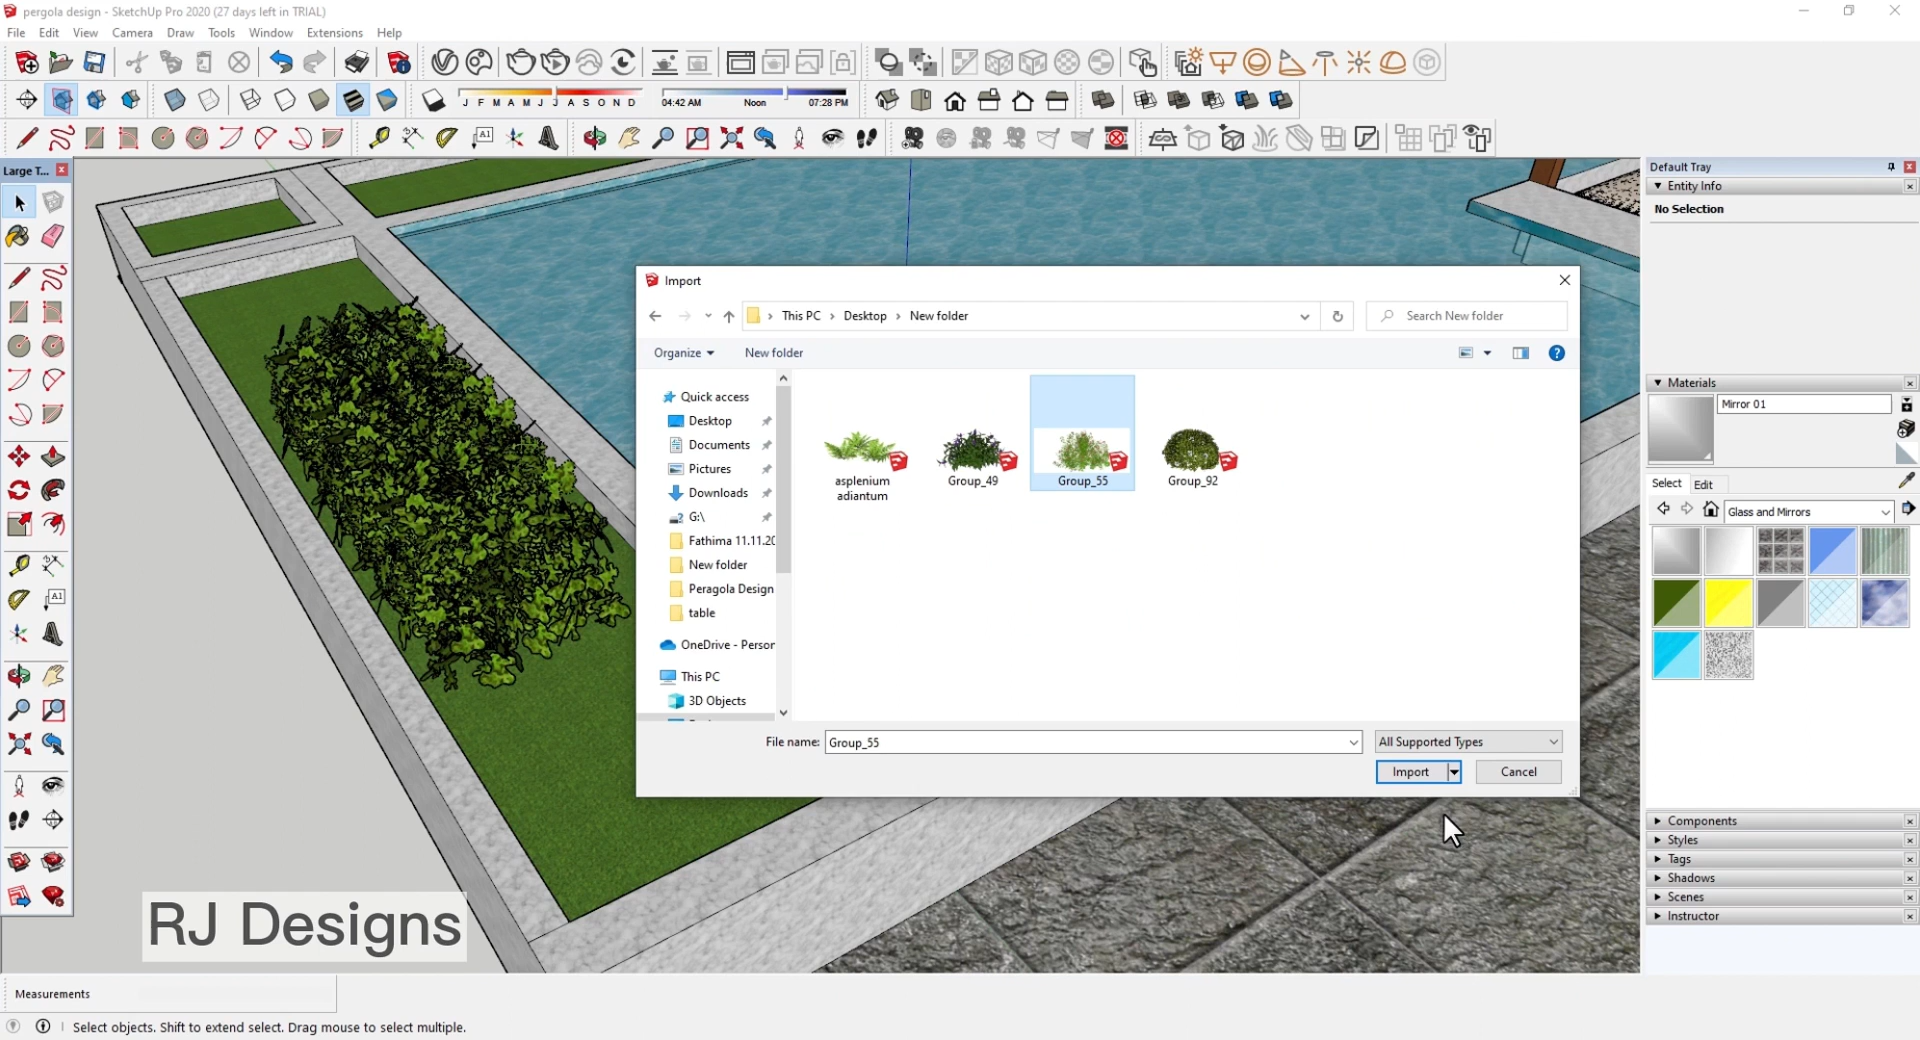 pergola design - SketchUp Pro 2020 (27 days left in TRIAL)
File Edit View Camera Draw Tools Window Extensions Help
J F M A M J J A S O N D
04:42 AM Noon 07:28 PM
A1
Large T...
A1
Default Tray
Entity Info
No Selection
Import
This PC > Desktop > New folder
Search New folder
Organize
New folder
Quick access
Desktop
Documents
Pictures
Downloads
G:\
Fathima 11.11.20
New folder
Peragola Design
table
OneDrive - Person
This PC
3D Objects
asplenium
adiantum
Group_49
Group_55
Group_92
File name: Group_55
All Supported Types
Import
Cancel
Materials
Mirror 01
Select Edit
Glass and Mirrors
Components
Styles
Tags
Shadows
Scenes
Instructor
RJ Designs
Measurements
Select objects. Shift to extend select. Drag mouse to select multiple.